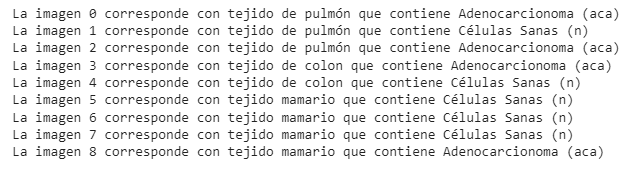 La imagen 0 corresponde con tejido de pulmón que contiene Adenocarcionoma (aca)
La imagen 1 corresponde con tejido de pulmón que contiene Células Sanas (n)
La imagen 2 corresponde con tejido de pulmón que contiene Adenocarcionoma (aca)
La imagen 3 corresponde con tejido de colon que contiene Adenocarcionoma (aca)
La imagen 4 corresponde con tejido de colon que contiene Células Sanas (n)
La imagen 5 corresponde con tejido mamario que contiene Células Sanas (n)
La imagen 6 corresponde con tejido mamario que contiene Células Sanas (n)
La imagen 7 corresponde con tejido mamario que contiene Células Sanas (n)
La imagen 8 corresponde con tejido mamario que contiene Adenocarcionoma (aca)